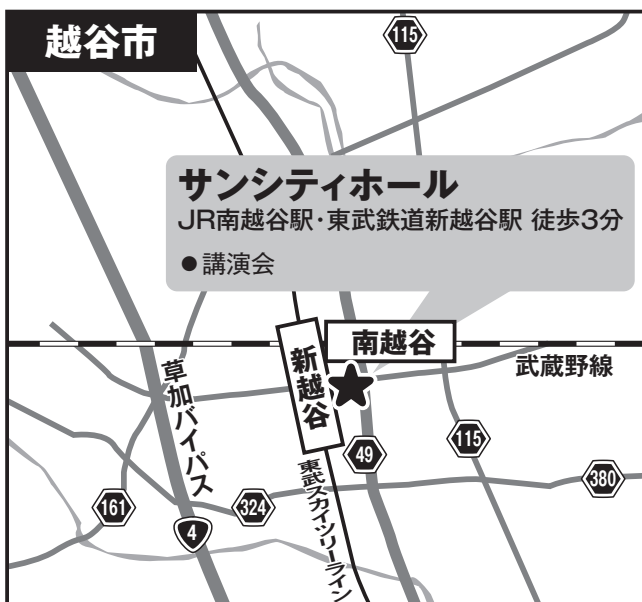 越谷市
115
サンシティホール
JR南越谷駅・東武鉄道新越谷駅 徒歩3分
●講演会
南越谷
新越谷
武蔵野線
草加バイパス
49
115
380
161
324
4
東武スカイツリーライン